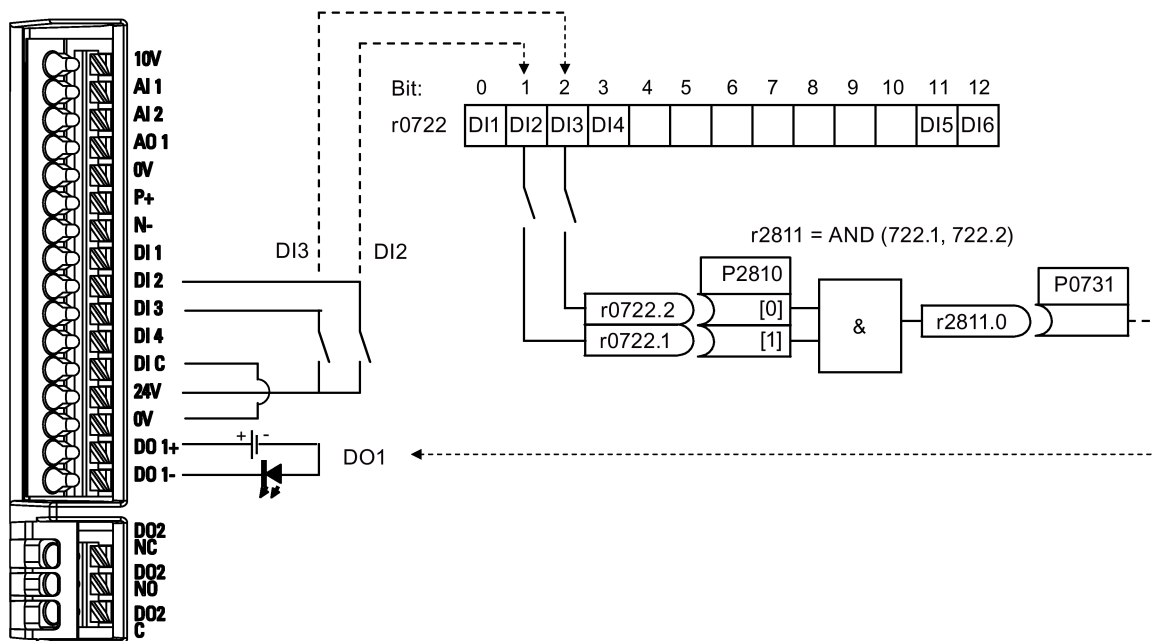 10V
AI 1
AI 2
AO 1
0V
P+
N-
DI 1
DI 2
DI 3
DI 4
DI C
24V
0V
DO 1+
DO 1-
DO2
NC
DO2
NO
DO2
C
DI3 DI2
+ -
DO1
Bit: 0 1 2 3 4 5 6 7 8 9 10 11 12
r0722 DI1 DI2 DI3 DI4 DI5 DI6
r2811 = AND (722.1, 722.2)
P2810
r0722.2 [0]
r0722.1 [1]
&
r2811.0
P0731